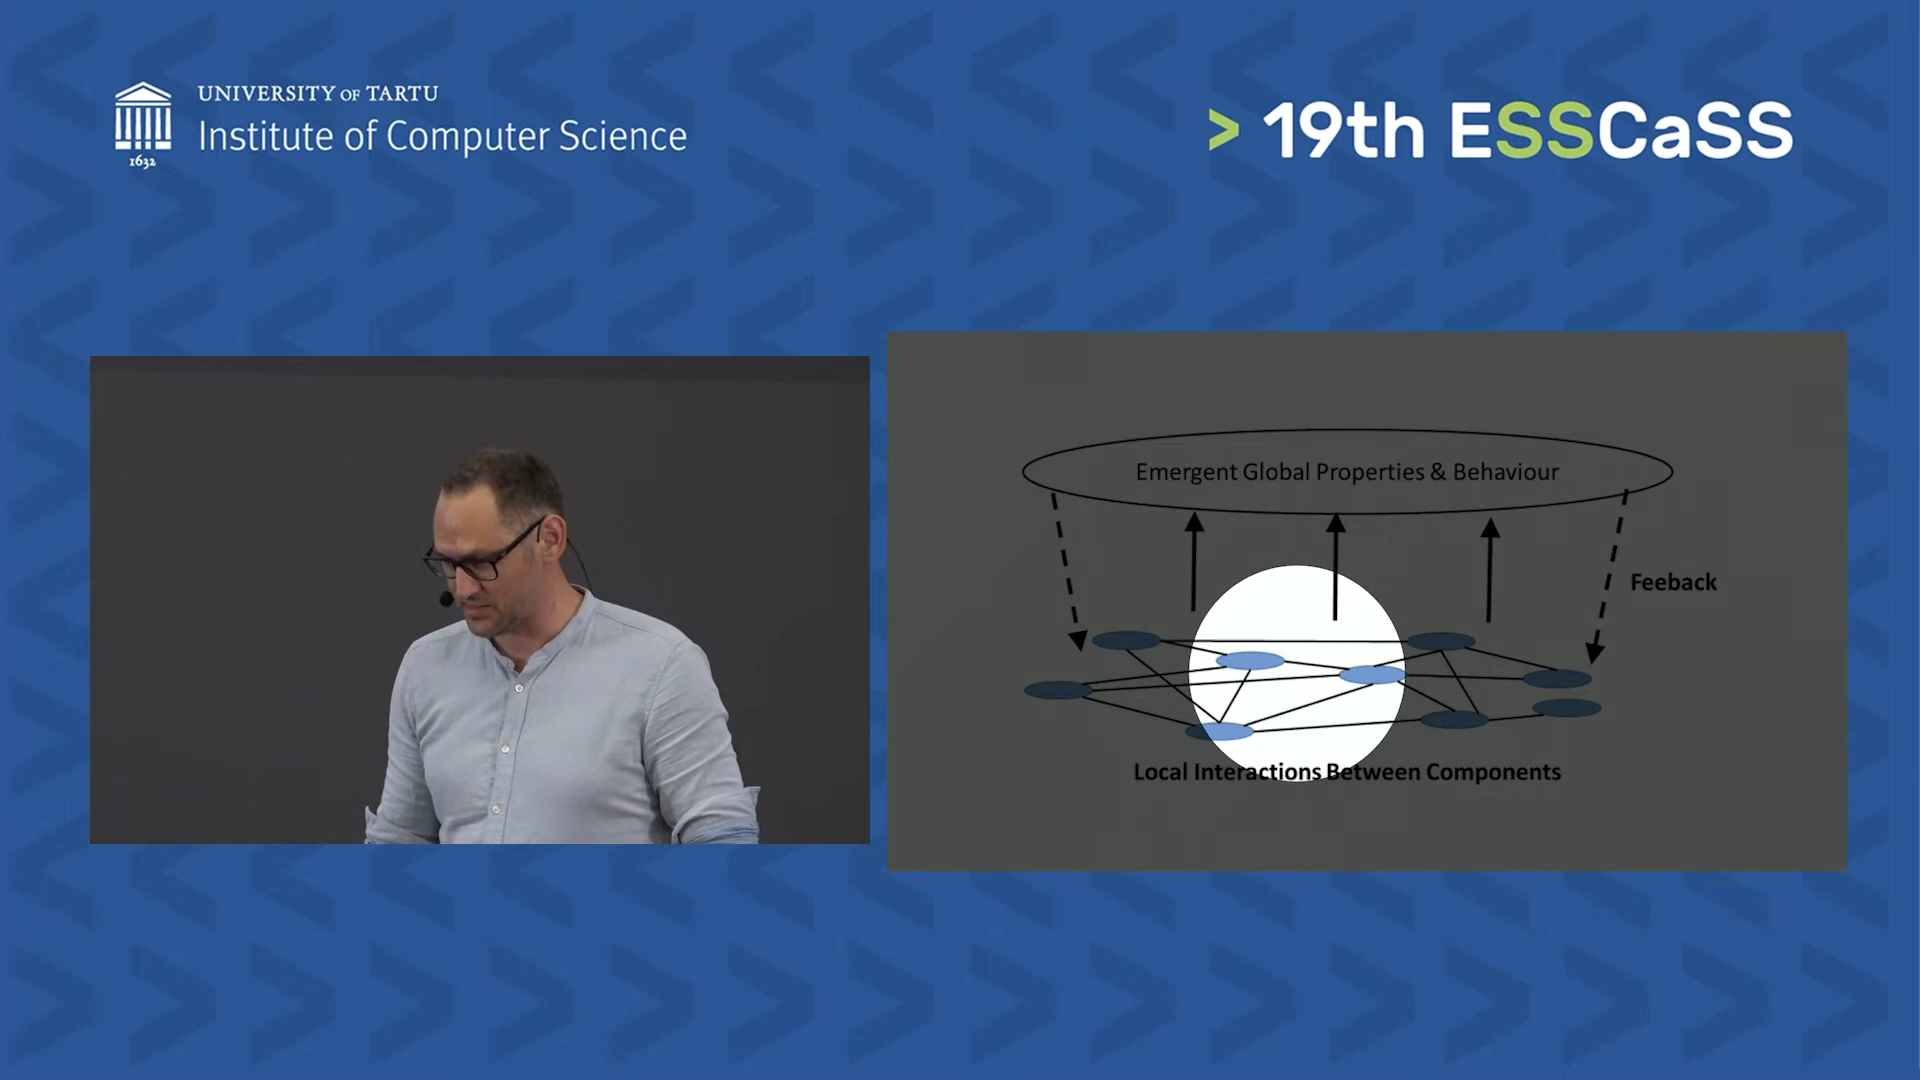 UNIVERSITY OF TARTU
Institute of Computer Science
1632
> 19th ESSCaSS
Emergent Global Properties & Behaviour
Feeback
Local Interactions Between Components